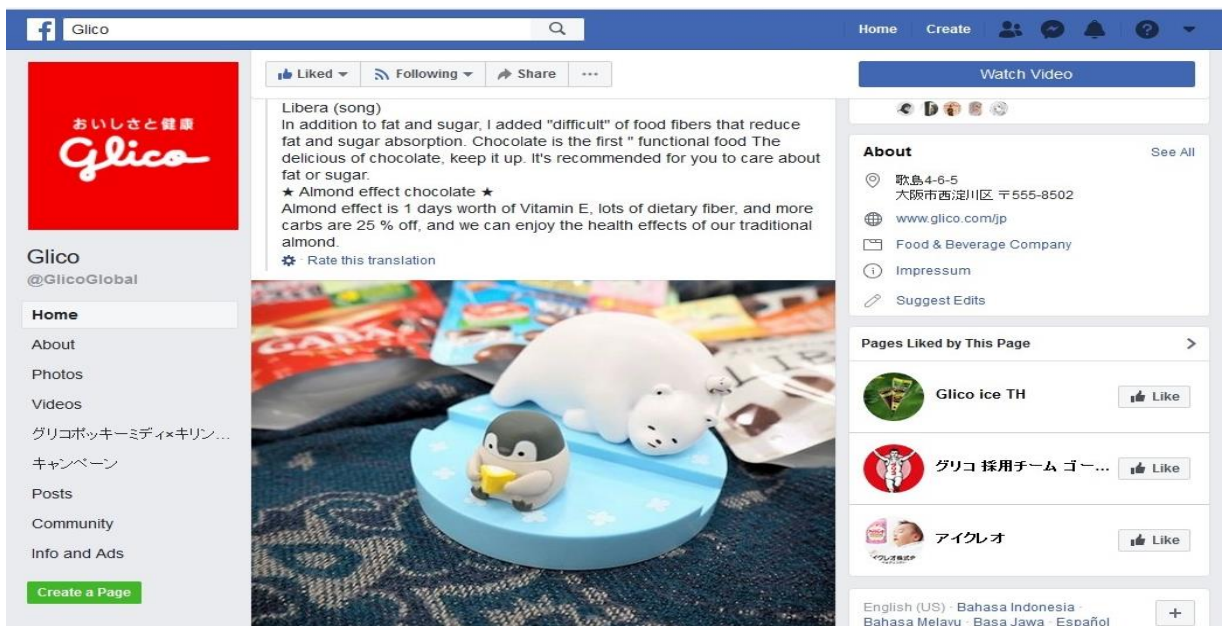 Glico
Home
Create
おいしさと健康
Glico
Glico
@GlicoGlobal
Home
About
Photos
Videos
グリコポッキーミディ×キリン...
キャンペーン
Posts
Community
Info and Ads
Create a Page
Liked
Following
Share
...
Libera (song)
In addition to fat and sugar, I added "difficult" of food fibers that reduce
fat and sugar absorption. Chocolate is the first " functional food The
delicious of chocolate, keep it up. It's recommended for you to care about
fat or sugar.
★ Almond effect chocolate ★
Almond effect is 1 days worth of Vitamin E, lots of dietary fiber, and more
carbs are 25 % off, and we can enjoy the health effects of our traditional
almond.
· Rate this translation
GABA
LIB
Watch Video
About
See All
歌島4-6-5
大阪市西淀川区 〒555-8502
www.glico.com/jp
Food & Beverage Company
Impressum
Suggest Edits
Pages Liked by This Page
Glico ice TH
Like
グリコ 採用チーム ゴー...
Like
アイクレオ
Like
English (US) · Bahasa Indonesia ·
Bahasa Melayu · Basa Jawa · Español